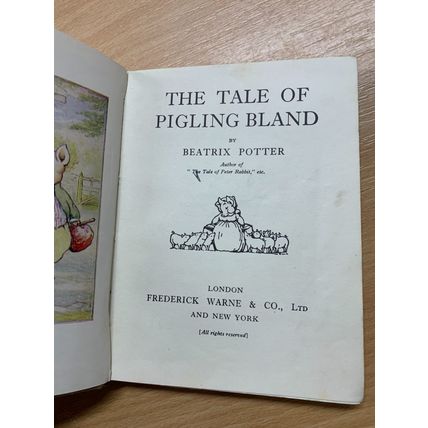 THE TALE OF
PIGLING BLAND
BY
BEATRIX POTTER
Author of
"The Tale of Peter Rabbit," etc.
LONDON
FREDERICK WARNE & CO., LTD
AND NEW YORK
[All rights reserved]